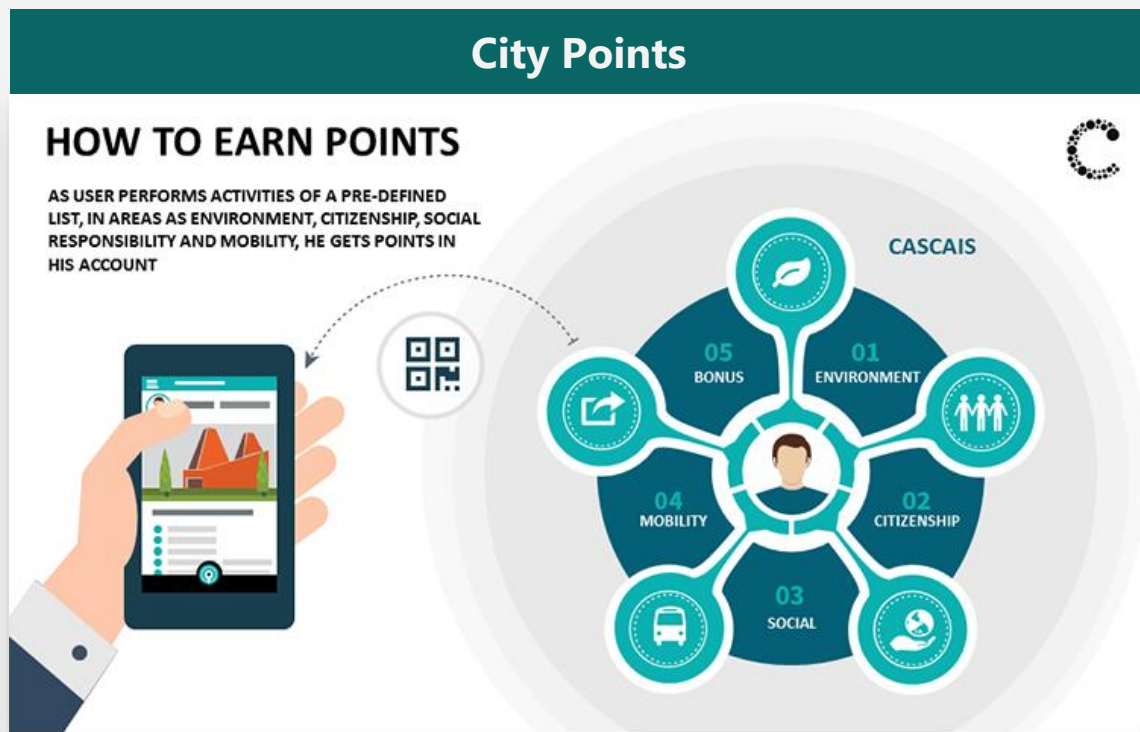 City Points
HOW TO EARN POINTS
AS USER PERFORMS ACTIVITIES OF A PRE-DEFINED
LIST, IN AREAS AS ENVIRONMENT, CITIZENSHIP, SOCIAL
RESPONSIBILITY AND MOBILITY, HE GETS POINTS IN
HIS ACCOUNT
CASCAIS
01
ENVIRONMENT
02
CITIZENSHIP
03
SOCIAL
04
MOBILITY
05
BONUS
C